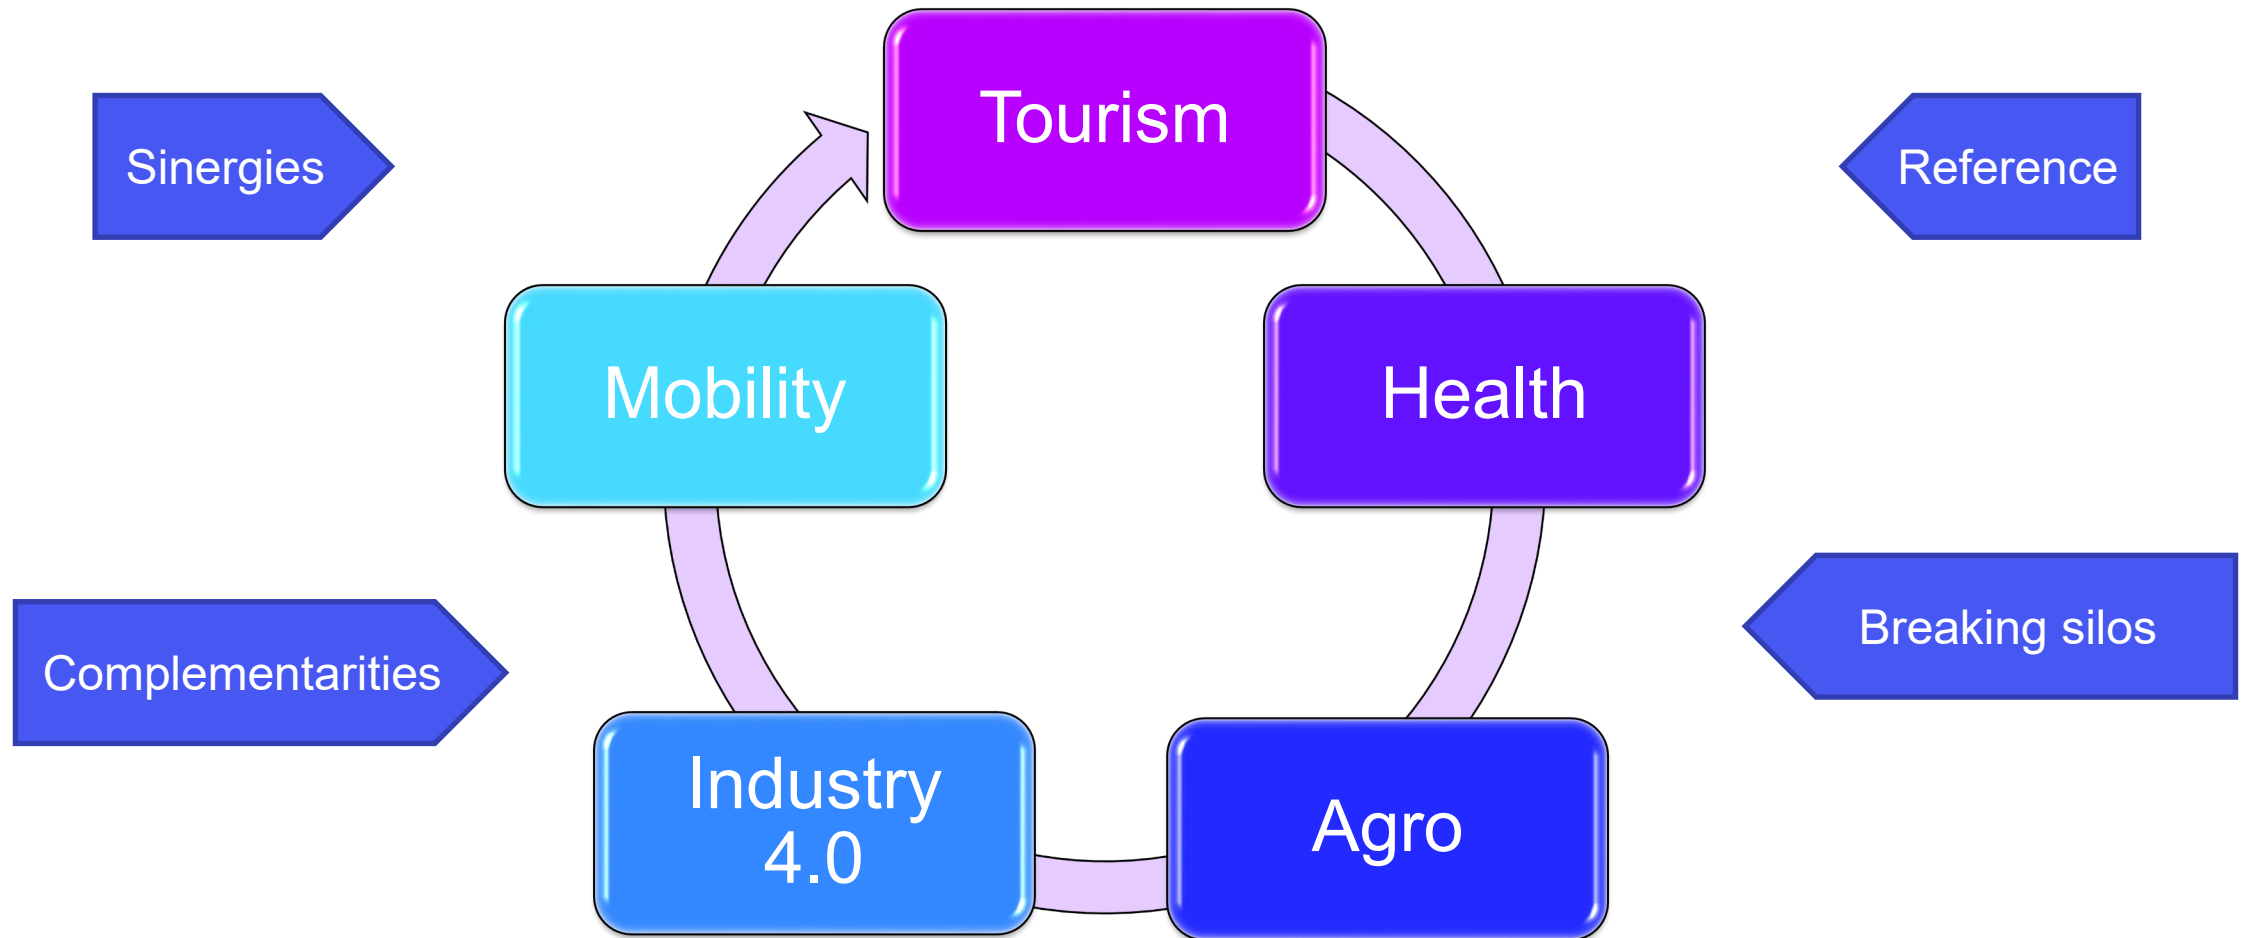 Tourism
Sinergies
Reference
Mobility
Health
Breaking silos
Complementarities
Industry
4.0
Agro